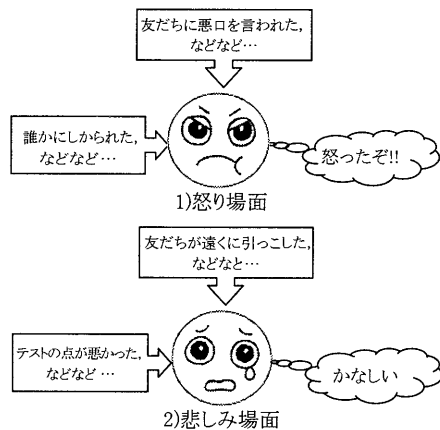 友だちに悪口を言われた,
などなど…
誰かにしかられた,
などなど…
怒ったぞ!!
1)怒り場面
友だちが遠くに引っこした,
などなと…
テストの点が悪かった,
などなど…
かなしい
2)悲しみ場面